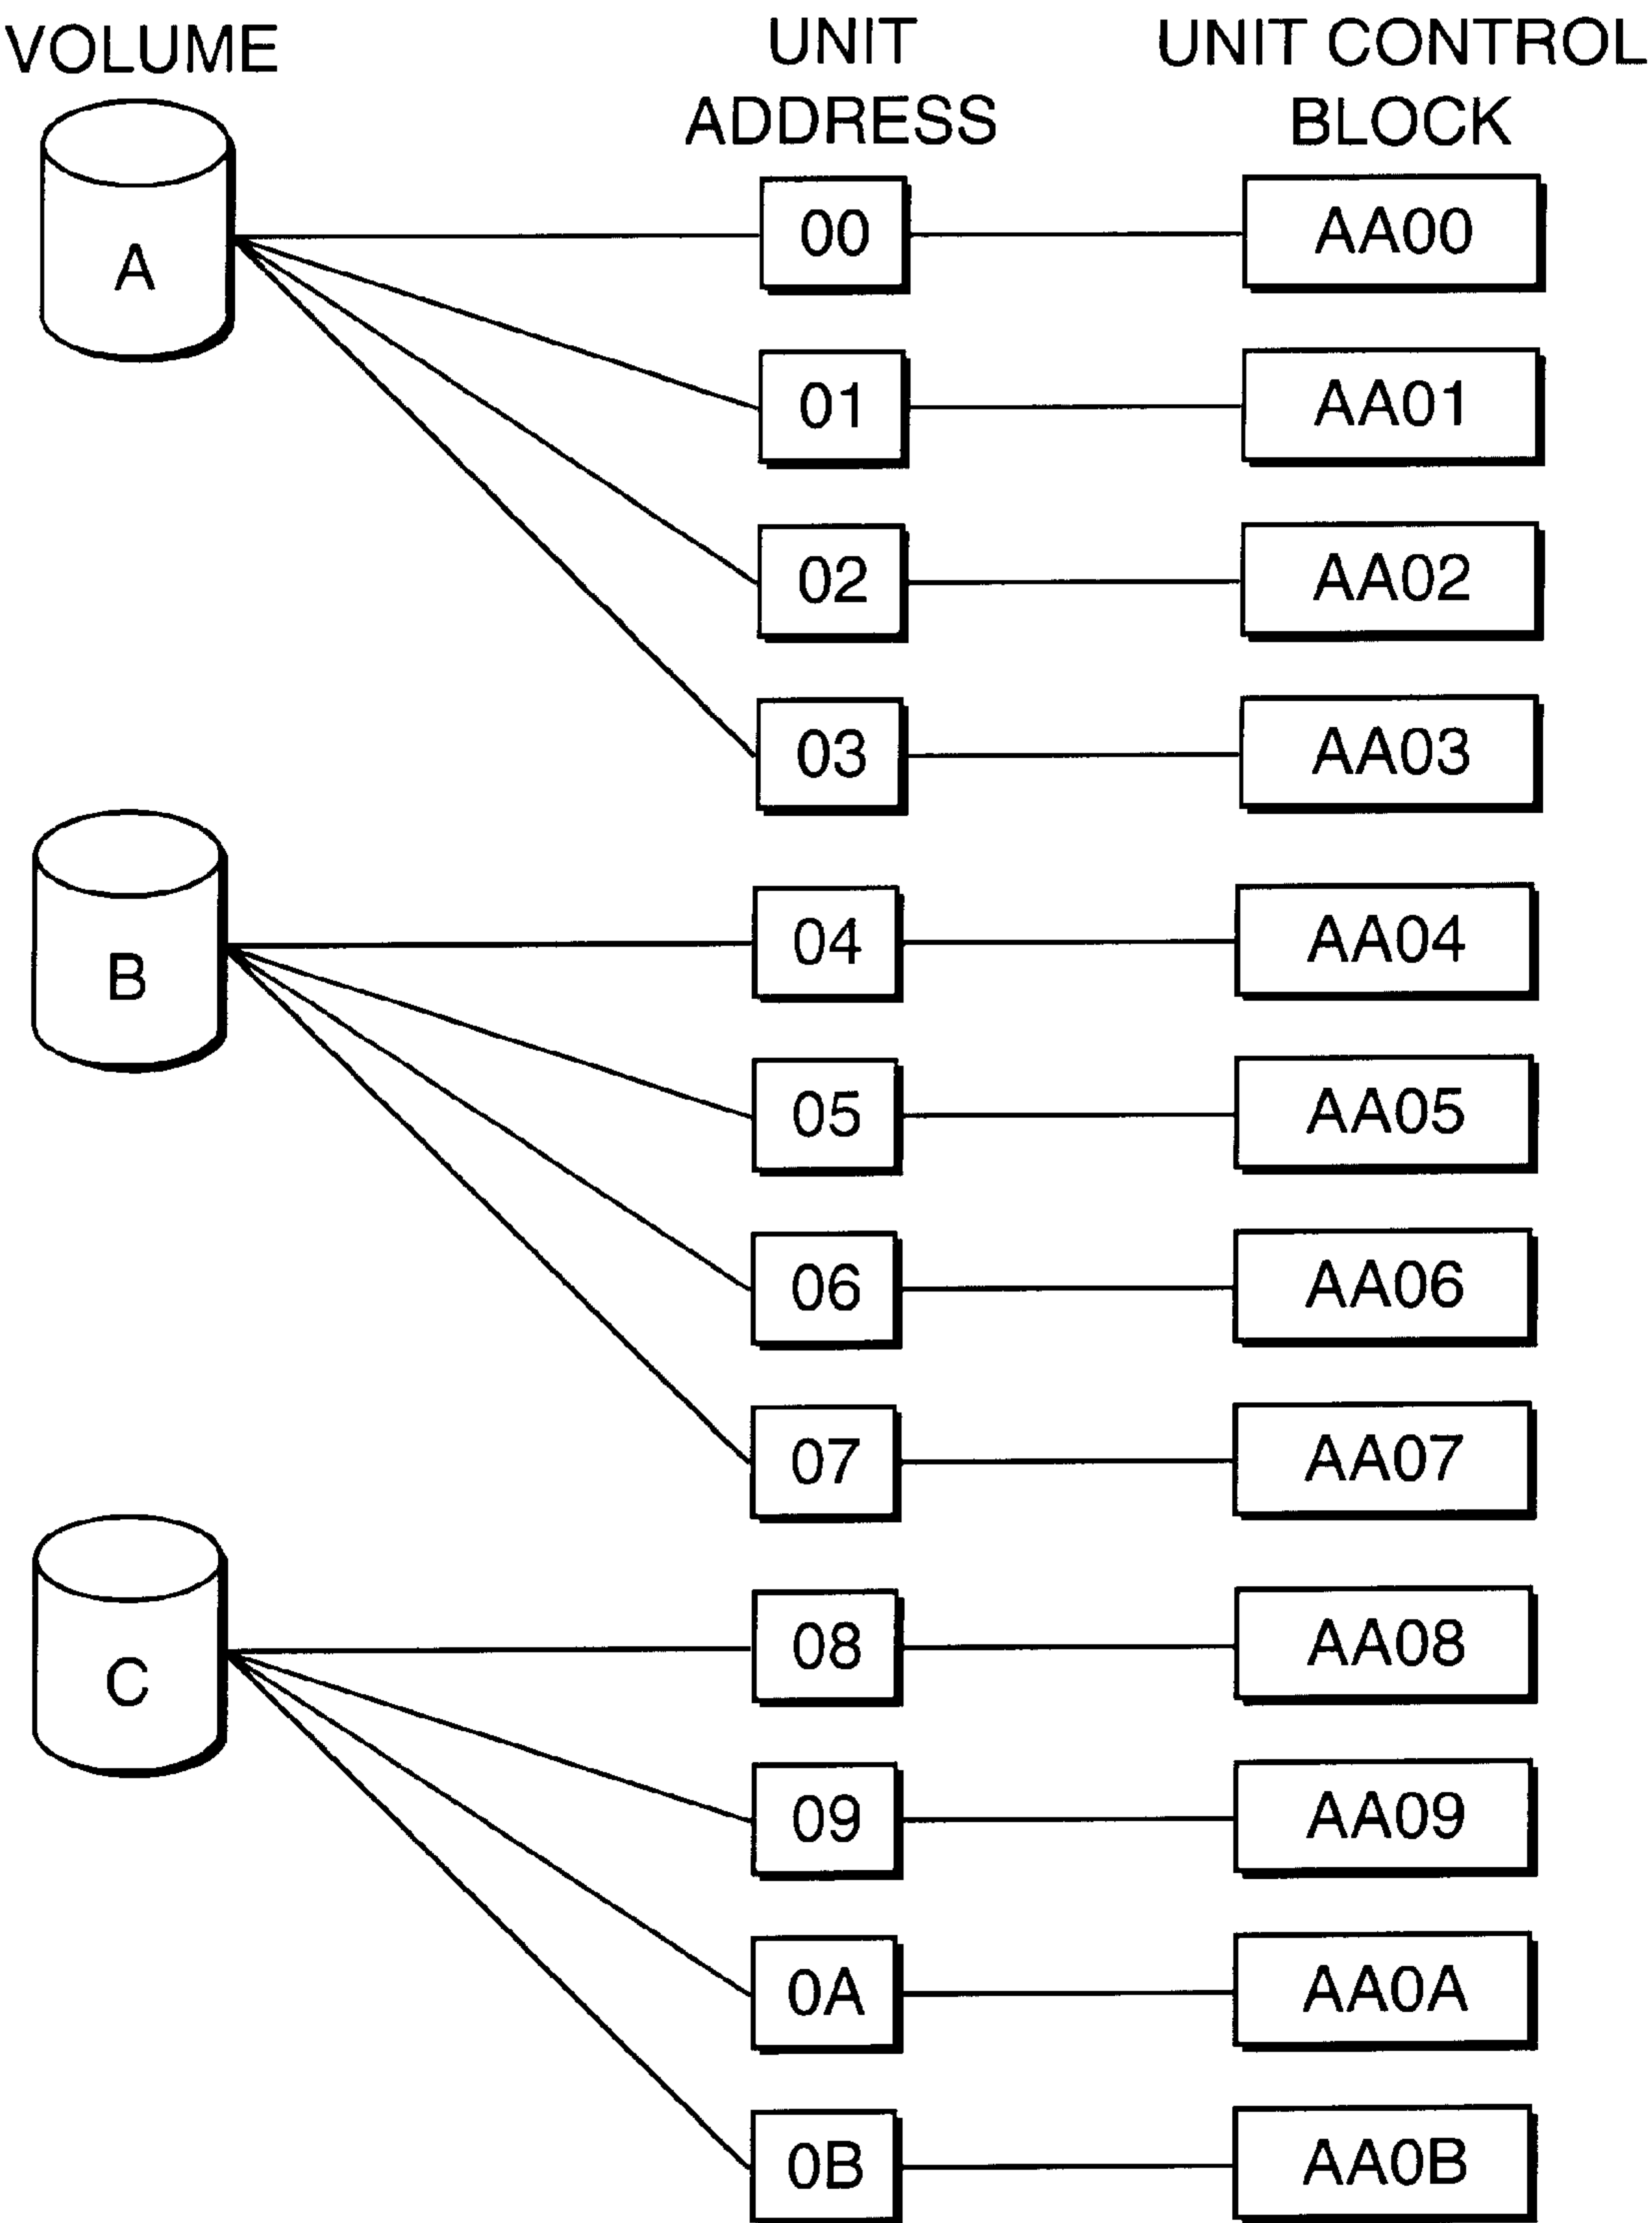 VOLUME
UNIT
ADDRESS
UNIT CONTROL
BLOCK
A
00
AA00
01
AA01
02
AA02
03
AA03
B
04
AA04
05
AA05
06
AA06
07
AA07
C
08
AA08
09
AA09
0A
AA0A
0B
AA0B